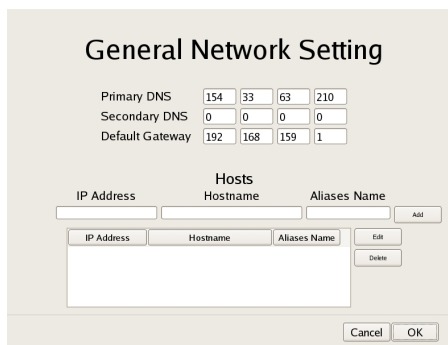 General Network Setting
Primary DNS 154 33 63 210
Secondary DNS 0 0 0 0
Default Gateway 192 168 159 1
Hosts
IP Address Hostname Aliases Name
Add
IP Address Hostname Aliases Name Edit
Delete
Cancel OK